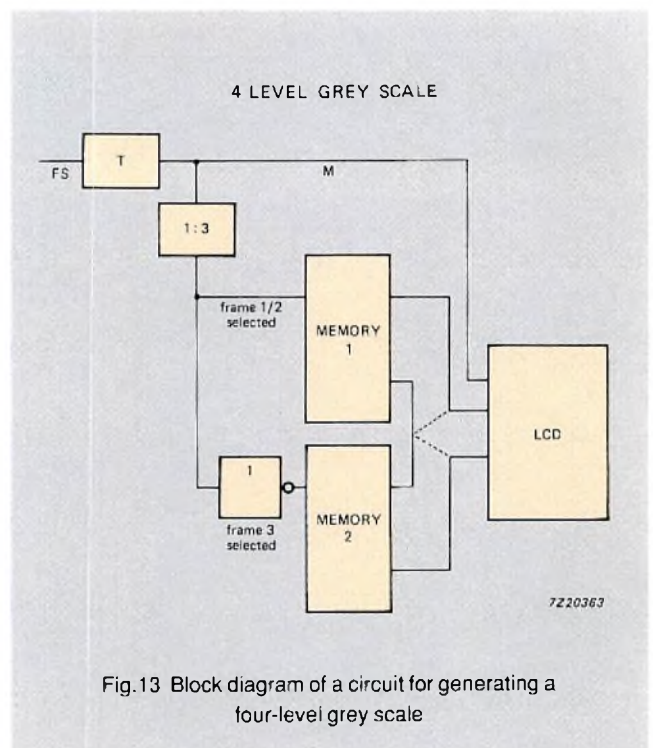 4 LEVEL GREY SCALE
FS
T
M
1:3
frame 1/2
selected
MEMORY
1
LCD
1
frame 3
selected
MEMORY
2
7Z20363
Fig.13 Block diagram of a circuit for generating a
four-level grey scale